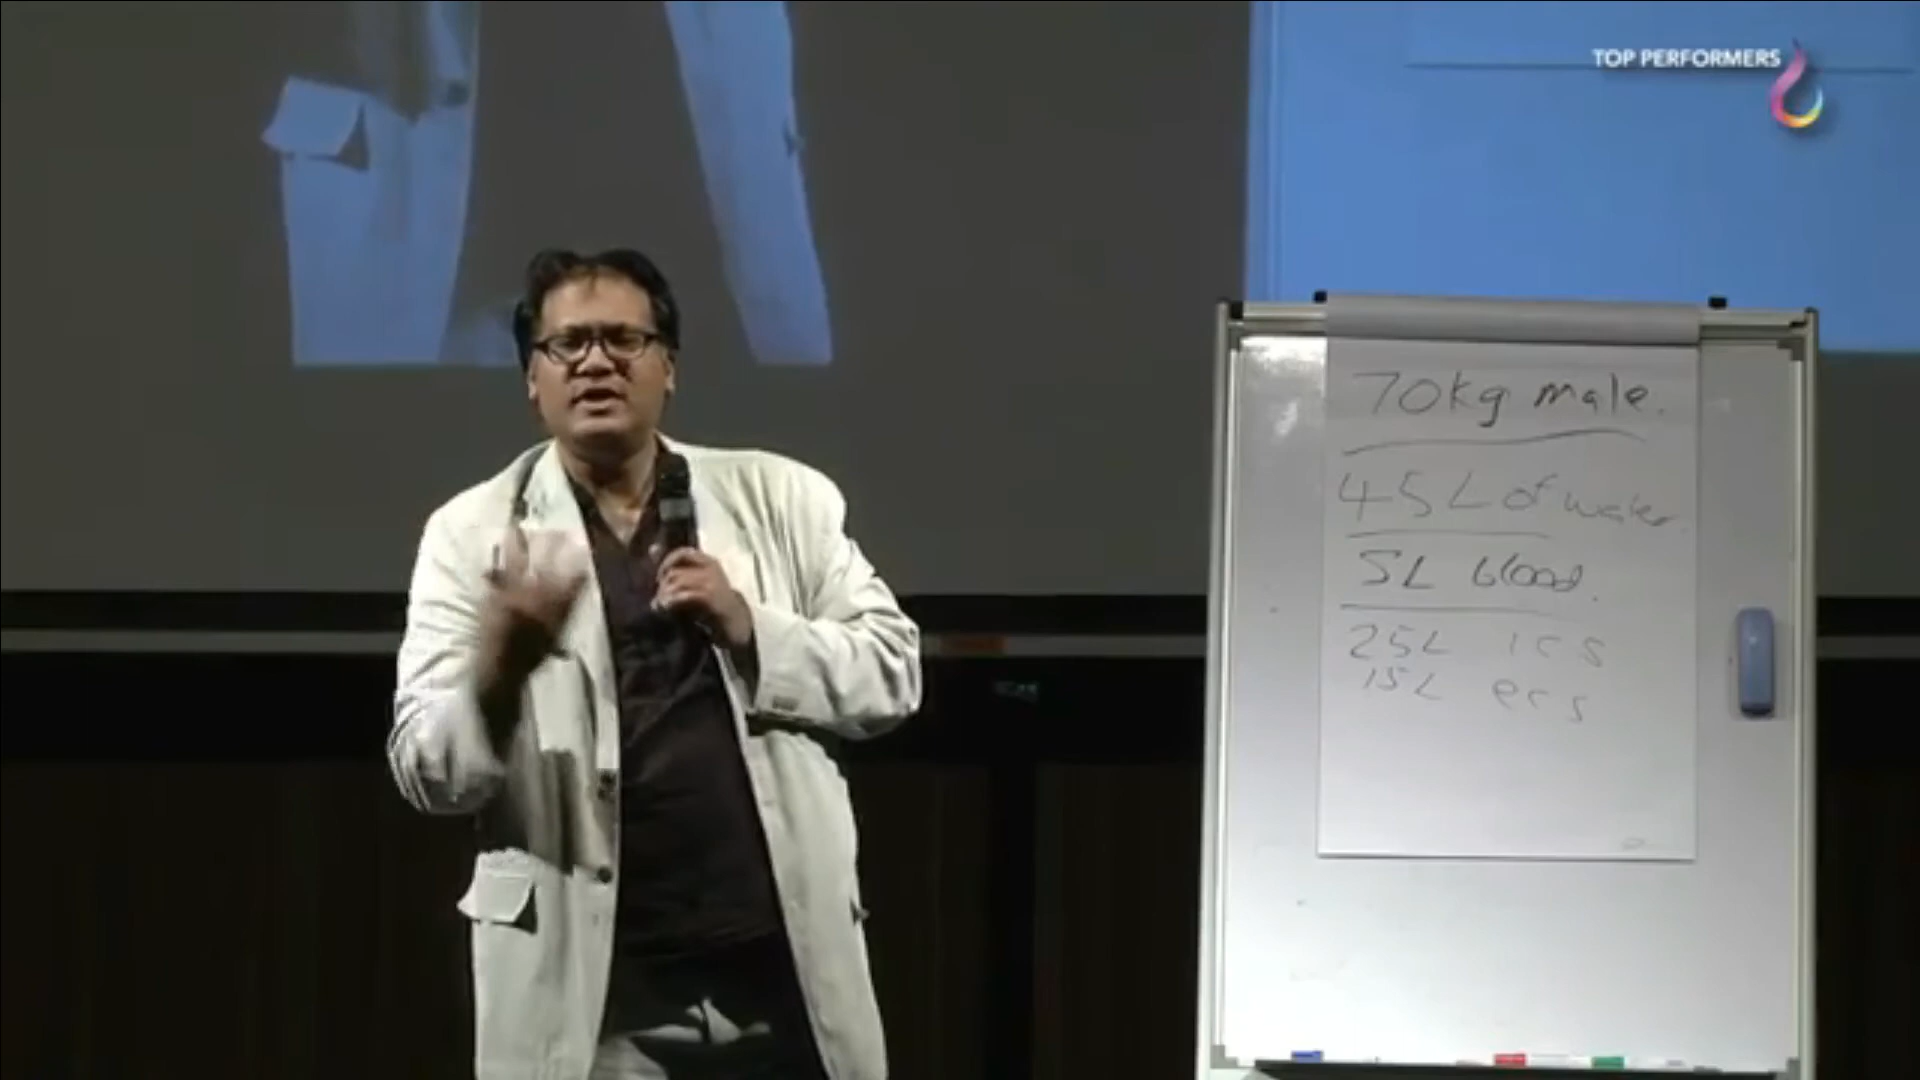 TOP PERFORMERS
70kg male.
45L of water
5L blood.
25L ics
15L ecs